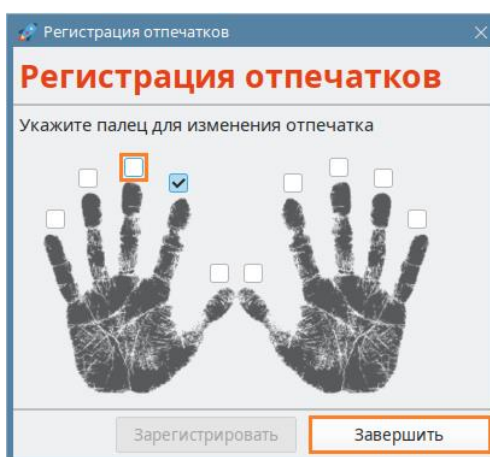 Регистрация отпечатков
Регистрация отпечатков
Укажите палец для изменения отпечатка
Зарегистрировать
Завершить